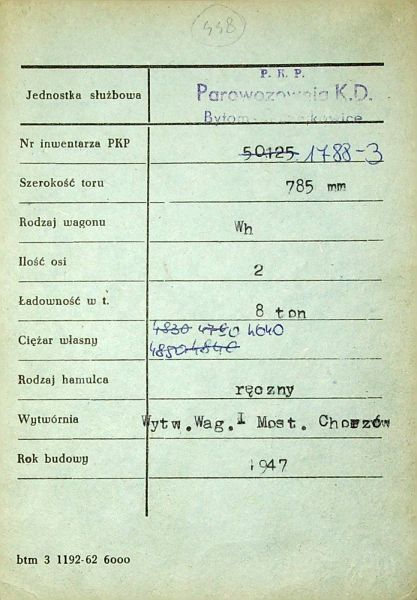 448
P. K. P.
Jednostka służbowa Parowozownia K.D.
Bytom
Nr inwentarza PKP 50125 1788-3
Szerokość toru 785 mm
Rodzaj wagonu Wh
Ilość osi 2
Ładowność w t. 8 ton
4830 4790 4640
Ciężar własny
4850 4840
Rodzaj hamulca ręczny
Wytwórnia Wytw.Wag.I Most. Chorzów
Rok budowy 1947
btm 3 1192-62 6000